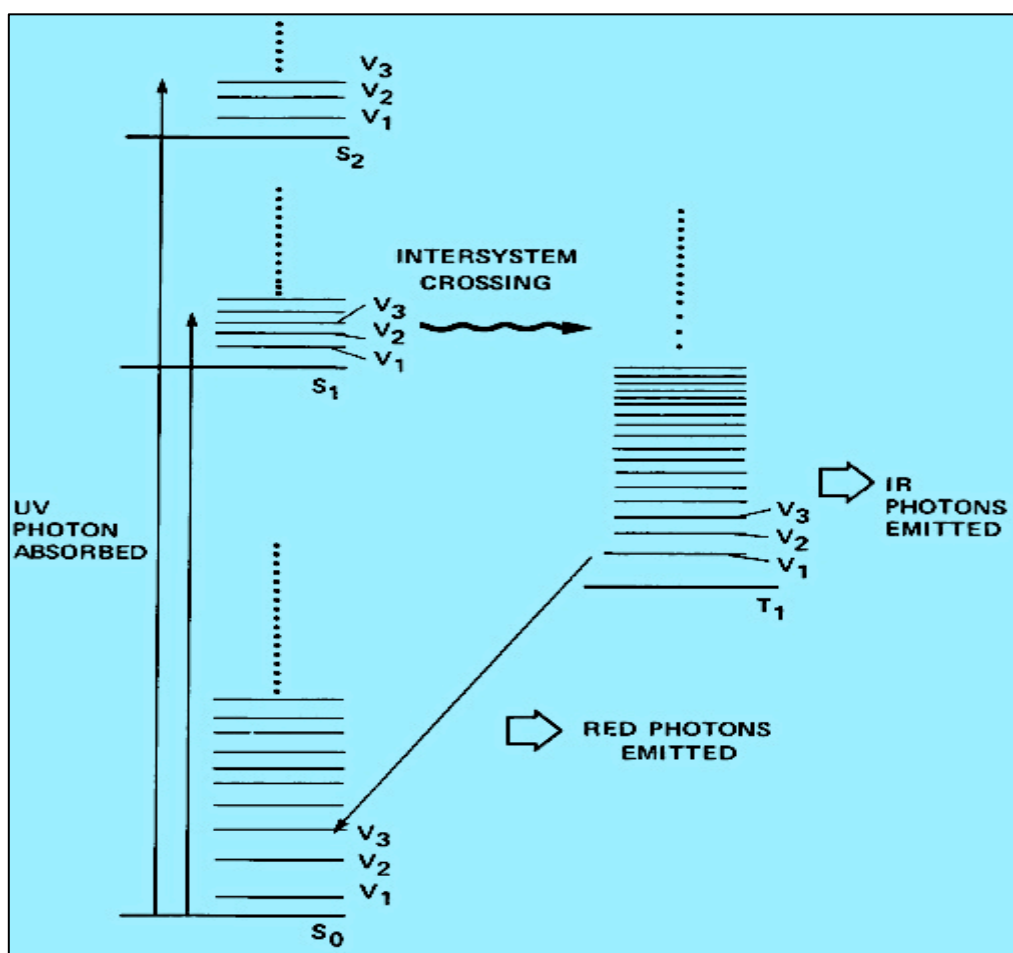 V3
V2
V1
S2
INTERSYSTEM
CROSSING
V3
V2
V1
S1
UV
PHOTON
ABSORBED
IR
PHOTONS
EMITTED
V3
V2
V1
T1
RED PHOTONS
EMITTED
V3
V2
V1
S0